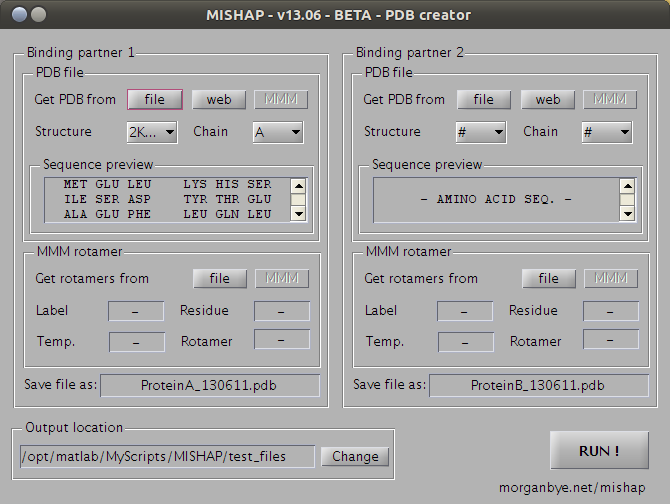 MISHAP - v13.06 - BETA - PDB creator
Binding partner 1
PDB file
Get PDB from file web MMM
Structure 2K... Chain A
Sequence preview
MET GLU LEU LYS HIS SER
ILE SER ASP TYR THR GLU
ALA GLU PHE LEU GLN LEU
MMM rotamer
Get rotamers from file MMM
Label – Residue –
Temp. – Rotamer –
Save file as: ProteinA_130611.pdb
Binding partner 2
PDB file
Get PDB from file web MMM
Structure # Chain #
Sequence preview
- AMINO ACID SEQ. -
MMM rotamer
Get rotamers from file MMM
Label – Residue –
Temp. – Rotamer –
Save file as: ProteinB_130611.pdb
Output location
/opt/matlab/MyScripts/MISHAP/test_files Change
RUN !
morganbye.net/mishap